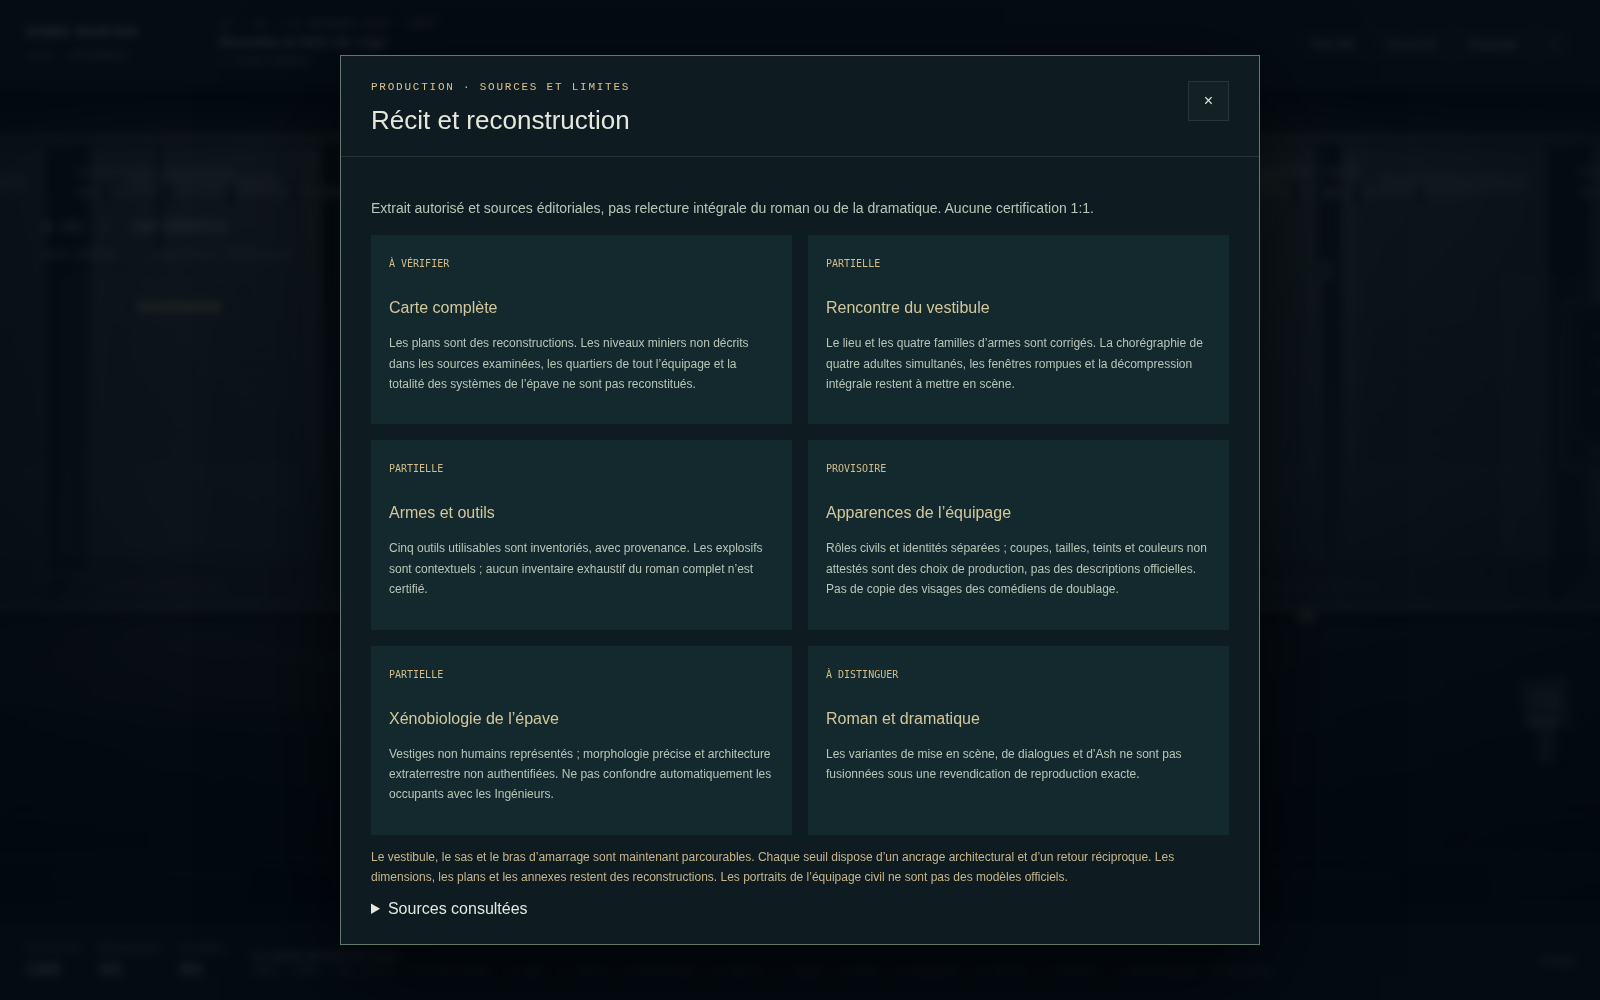 PRODUCTION · SOURCES ET LIMITES
Récit et reconstruction
×
Extrait autorisé et sources éditoriales, pas relecture intégrale du roman ou de la dramatique. Aucune certification 1:1.
À VÉRIFIER
Carte complète
Les plans sont des reconstructions. Les niveaux miniers non décrits
dans les sources examinées, les quartiers de tout l’équipage et la
totalité des systèmes de l’épave ne sont pas reconstitués.
PARTIELLE
Rencontre du vestibule
Le lieu et les quatre familles d’armes sont corrigés. La chorégraphie de
quatre adultes simultanés, les fenêtres rompues et la décompression
intégrale restent à mettre en scène.
PARTIELLE
Armes et outils
Cinq outils utilisables sont inventoriés, avec provenance. Les explosifs
sont contextuels ; aucun inventaire exhaustif du roman complet n’est
certifié.
PROVISOIRE
Apparences de l’équipage
Rôles civils et identités séparées ; coupes, tailles, teints et couleurs non
attestés sont des choix de production, pas des descriptions officielles.
Pas de copie des visages des comédiens de doublage.
PARTIELLE
Xénobiologie de l’épave
Vestiges non humains représentés ; morphologie précise et architecture
extraterrestre non authentifiées. Ne pas confondre automatiquement les
occupants avec les Ingénieurs.
À DISTINGUER
Roman et dramatique
Les variantes de mise en scène, de dialogues et d’Ash ne sont pas
fusionnées sous une revendication de reproduction exacte.
Le vestibule, le sas et le bras d’amarrage sont maintenant parcourables. Chaque seuil dispose d’un ancrage architectural et d’un retour réciproque. Les
dimensions, les plans et les annexes restent des reconstructions. Les portraits de l’équipage civil ne sont pas des modèles officiels.
Sources consultées